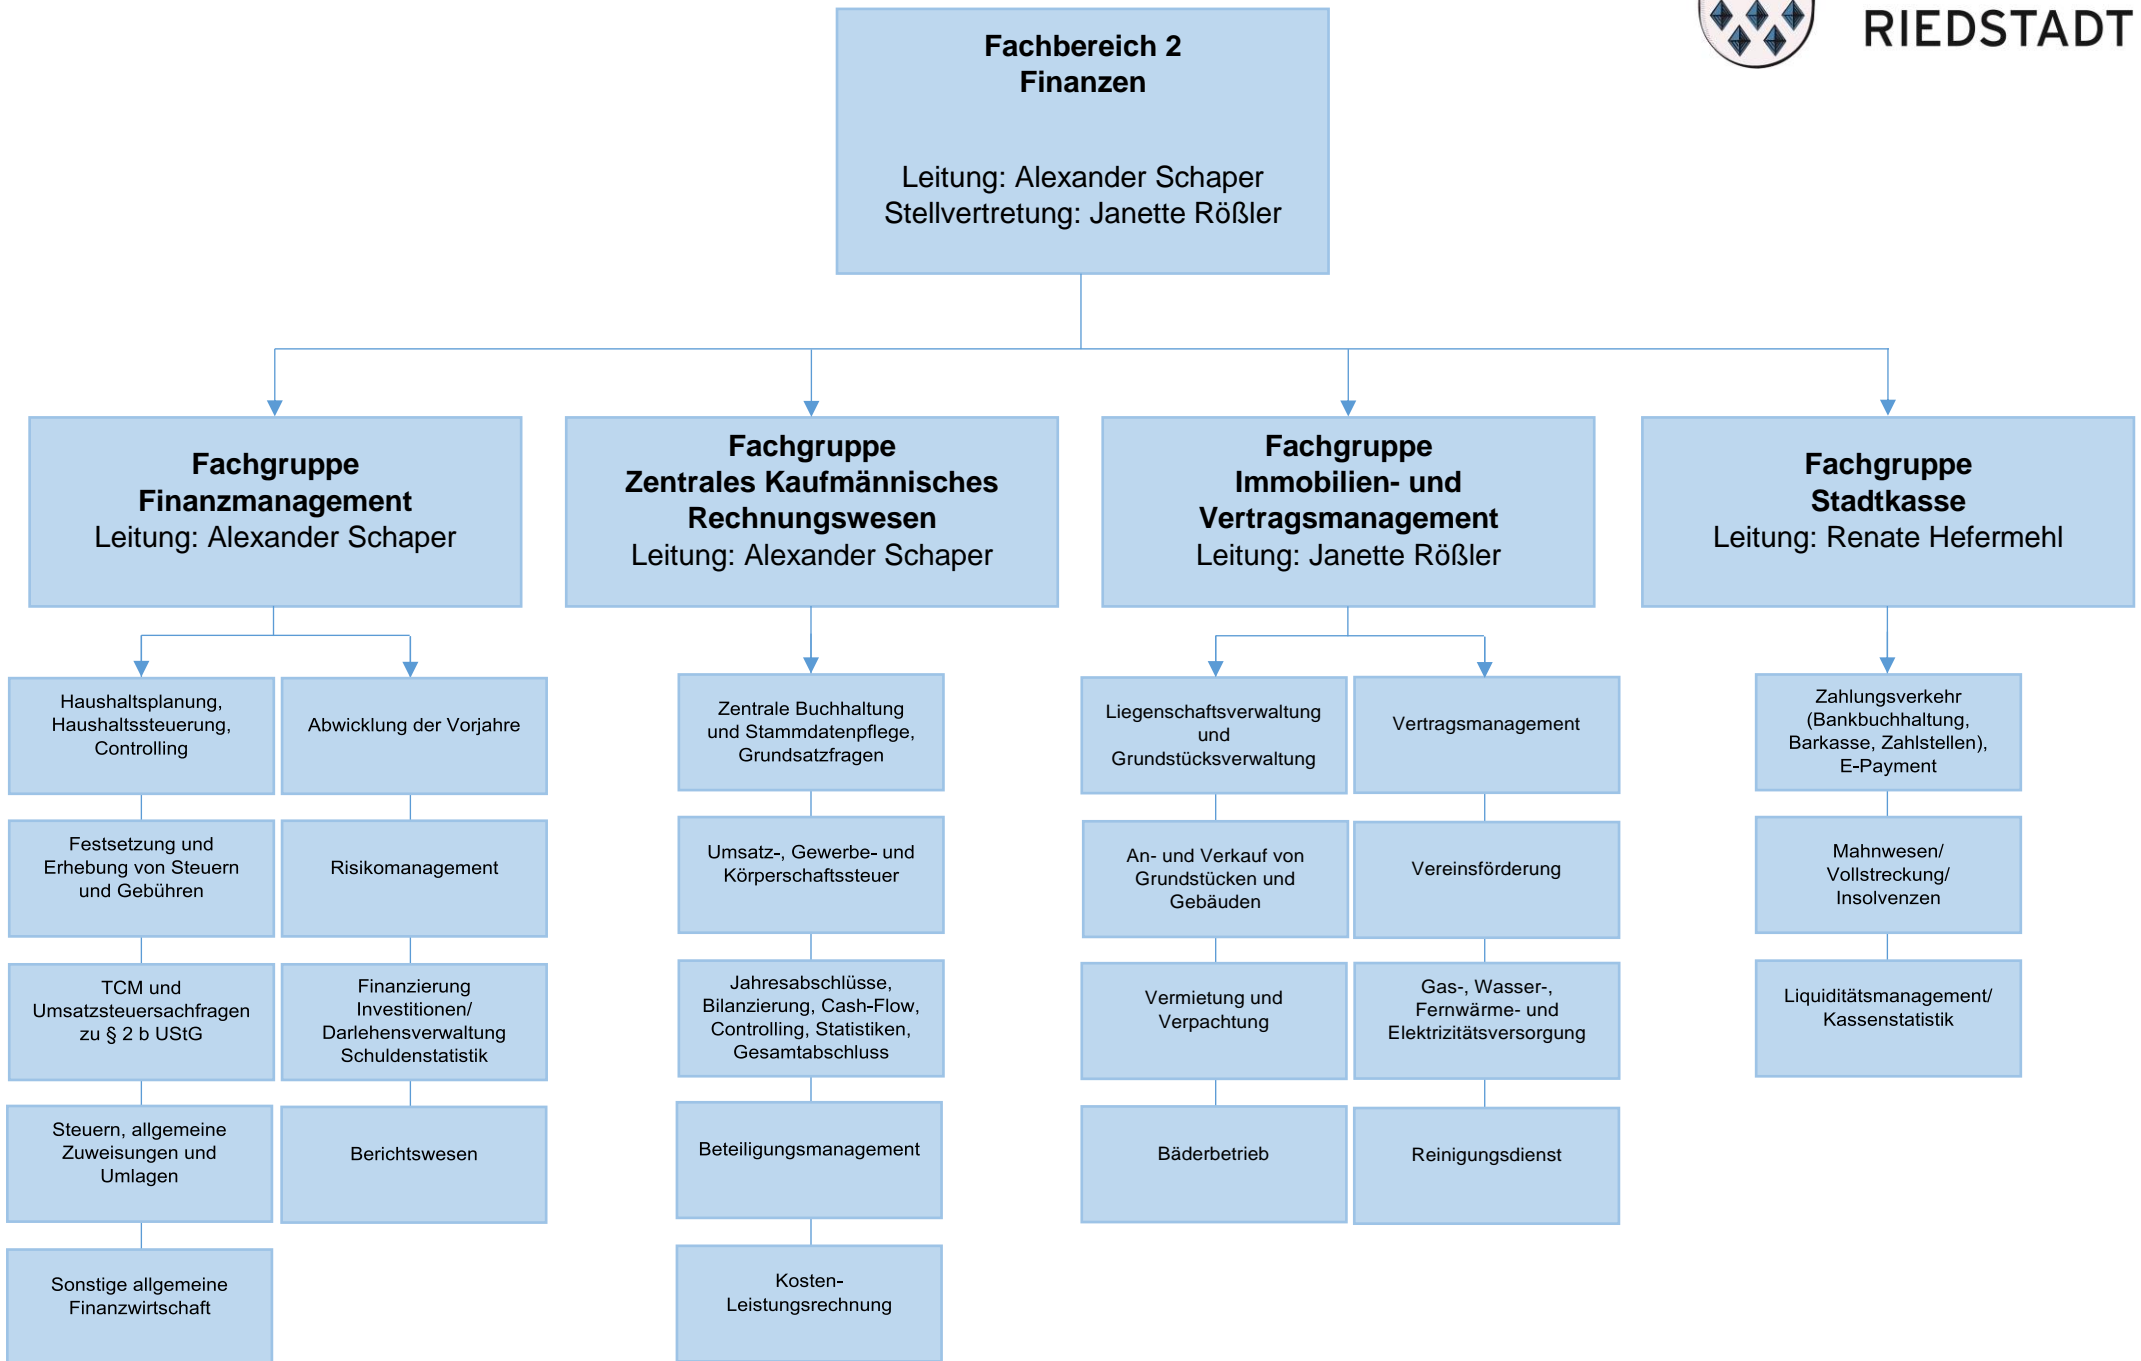 RIEDSTADT
Fachbereich 2
Finanzen
Leitung: Alexander Schaper
Stellvertretung: Janette Rößler
Fachgruppe
Finanzmanagement
Leitung: Alexander Schaper
Fachgruppe
Zentrales Kaufmännisches
Rechnungswesen
Leitung: Alexander Schaper
Fachgruppe
Immobilien- und
Vertragsmanagement
Leitung: Janette Rößler
Fachgruppe
Stadtkasse
Leitung: Renate Hefermehl
Haushaltsplanung,
Haushaltssteuerung,
Controlling
Festsetzung und
Erhebung von Steuern
und Gebühren
TCM und
Umsatzsteuersachfragen
zu § 2 b UStG
Steuern, allgemeine
Zuweisungen und
Umlagen
Sonstige allgemeine
Finanzwirtschaft
Abwicklung der Vorjahre
Risikomanagement
Finanzierung
Investitionen/
Darlehensverwaltung
Schuldenstatistik
Berichtswesen
Zentrale Buchhaltung
und Stammdatenpflege,
Grundsatzfragen
Umsatz-, Gewerbe- und
Körperschaftssteuer
Jahresabschlüsse,
Bilanzierung, Cash-Flow,
Controlling, Statistiken,
Gesamtabschluss
Beteiligungsmanagement
Kosten-
Leistungsrechnung
Liegenschaftsverwaltung
und
Grundstücksverwaltung
An- und Verkauf von
Grundstücken und
Gebäuden
Vermietung und
Verpachtung
Bäderbetrieb
Vertragsmanagement
Vereinsförderung
Gas-, Wasser-,
Fernwärme- und
Elektrizitätsversorgung
Reinigungsdienst
Zahlungsverkehr
(Bankbuchhaltung,
Barkasse, Zahlstellen),
E-Payment
Mahnwesen/
Vollstreckung/
Insolvenzen
Liquiditätsmanagement/
Kassenstatistik